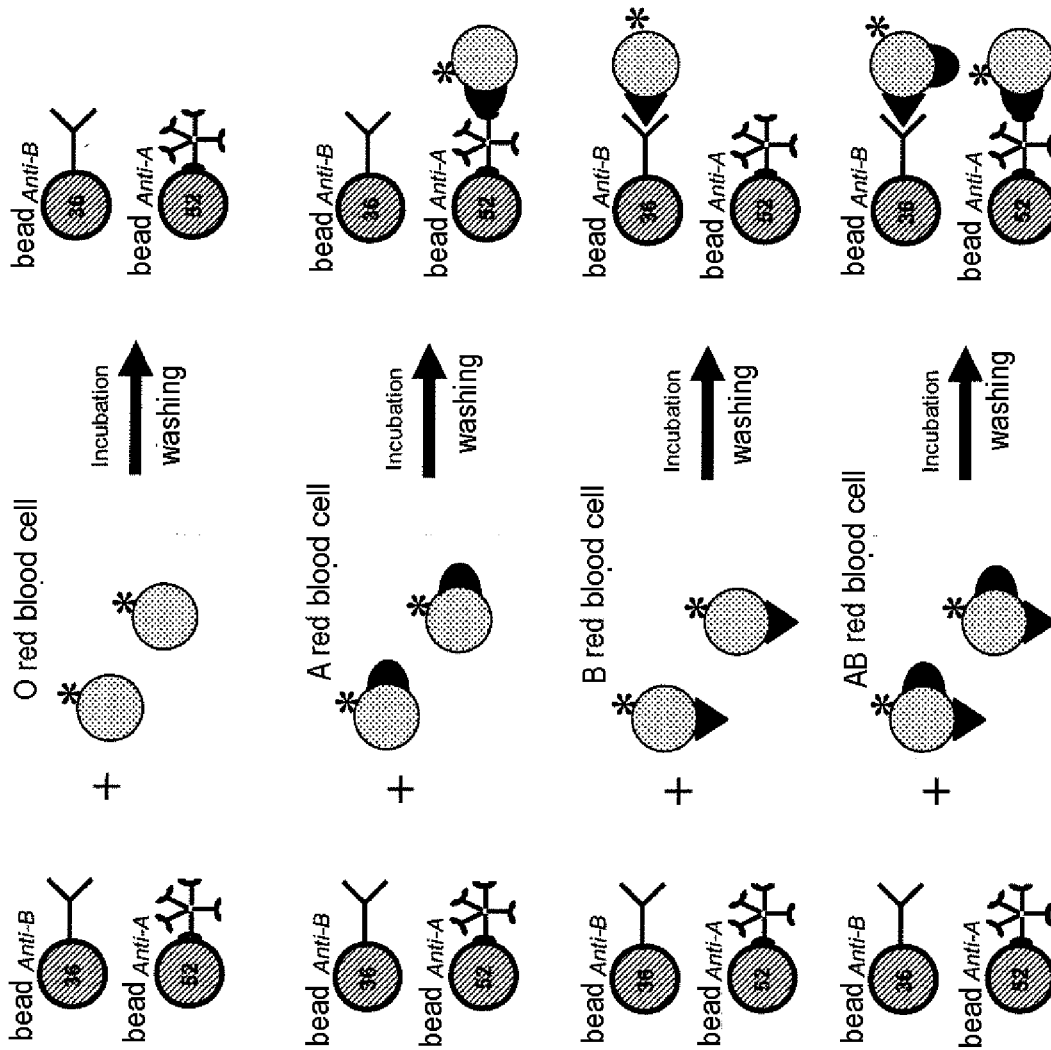 bead Anti-B
36
bead Anti-A
52
+
O red blood cell
*
*
Incubation
washing
bead Anti-B
36
bead Anti-A
52
bead Anti-B
36
bead Anti-A
52
+
A red blood cell
*
*
Incubation
washing
bead Anti-B
36
bead Anti-A
52
*
bead Anti-B
36
bead Anti-A
52
+
B red blood cell
*
*
Incubation
washing
bead Anti-B
36
*
bead Anti-A
52
bead Anti-B
36
bead Anti-A
52
+
AB red blood cell
*
*
Incubation
washing
bead Anti-B
36
*
bead Anti-A
52
*